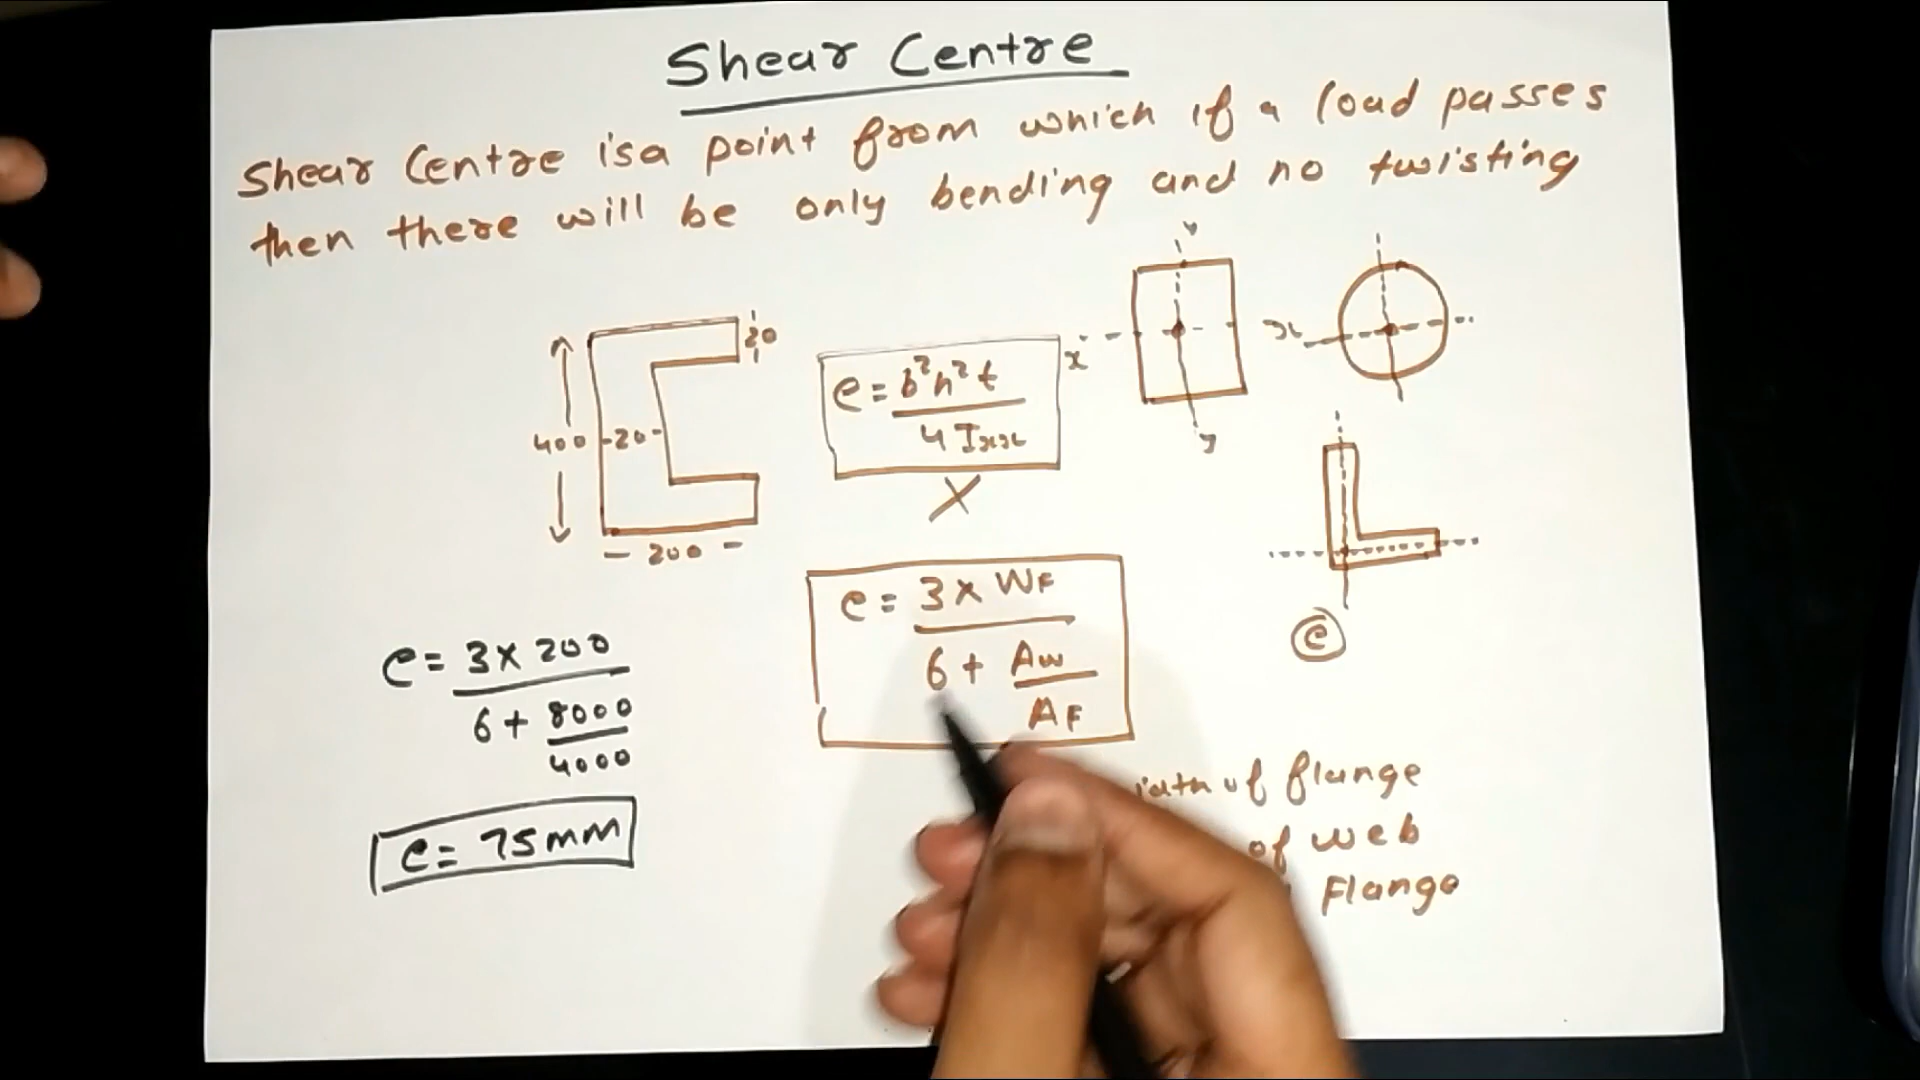 Shear Centre
Shear Centre is a point from which if a load passes
then there will be only bending and no twisting
20
400
20
200
e = b²h²t
4 Ixx
X
y
x
x
y
e = 3 x WF
6 + Aw
AF
e
e = 3 x 200
6 + 8000
4000
e = 75mm
of flange
of web
Flange